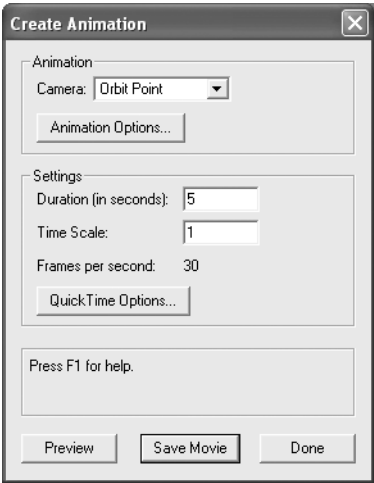 Create Animation
Animation
Camera: Orbit Point
Animation Options...
Settings
Duration (in seconds): 5
Time Scale: 1
Frames per second: 30
QuickTime Options...
Press F1 for help.
Preview Save Movie Done